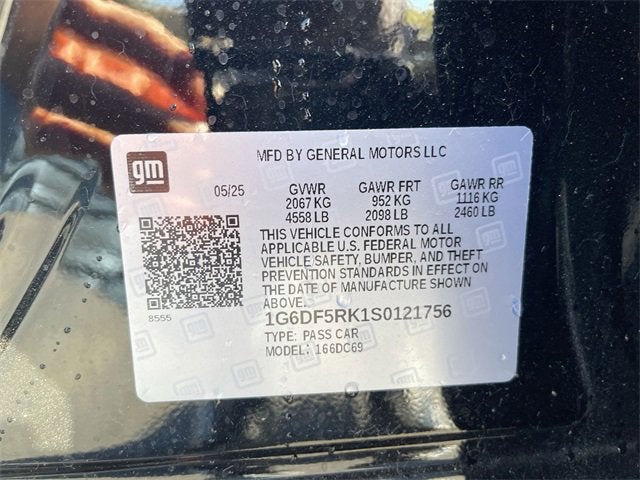 gm
MFD BY GENERAL MOTORS LLC
05/25 GVWR GAWR FRT GAWR RR
2067 KG 952 KG 1116 KG
4558 LB 2098 LB 2460 LB
THIS VEHICLE CONFORMS TO ALL
APPLICABLE U.S. FEDERAL MOTOR
VEHICLE SAFETY, BUMPER, AND THEFT
PREVENTION STANDARDS IN EFFECT ON
THE DATE OF MANUFACTURE SHOWN
ABOVE.
8555
1G6DF5RK1S0121756
TYPE: PASS CAR
MODEL: 166DC69